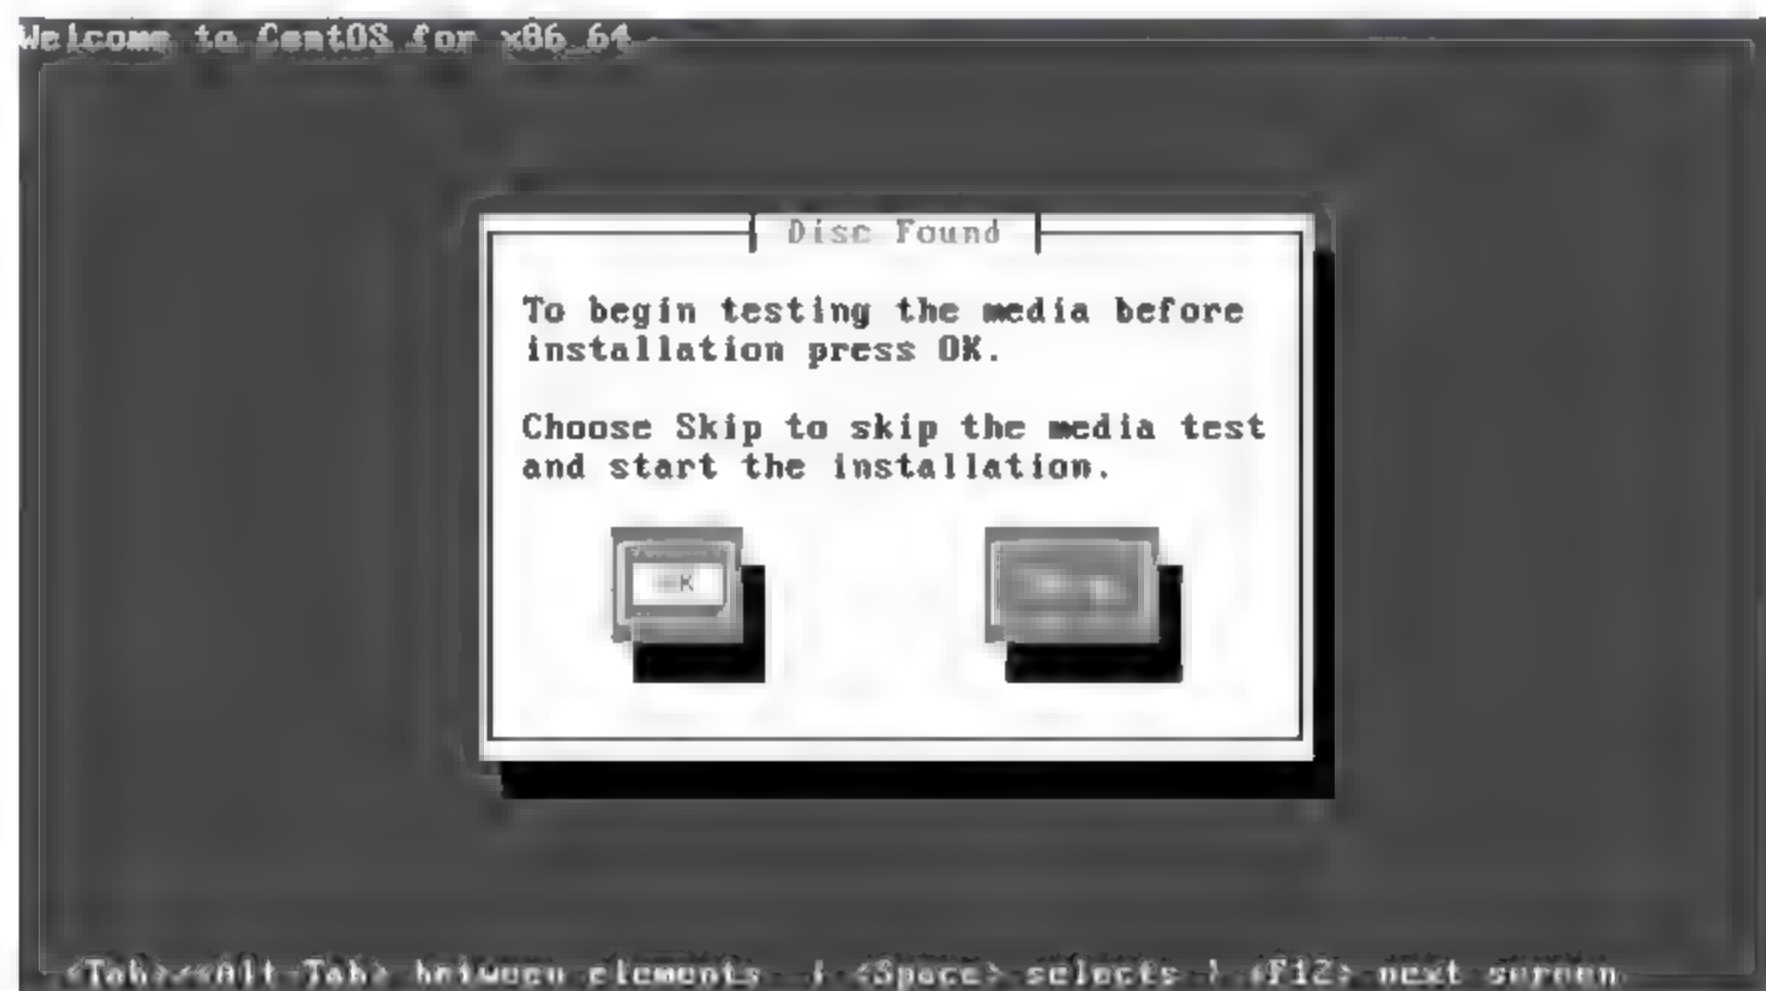 Welcome to CentOS for x86_64
Disc Found
To begin testing the media before
installation press OK.
Choose Skip to skip the media test
and start the installation.
OK
<Tab>/<Alt-Tab> between elements | <Space> selects | <F12> next screen